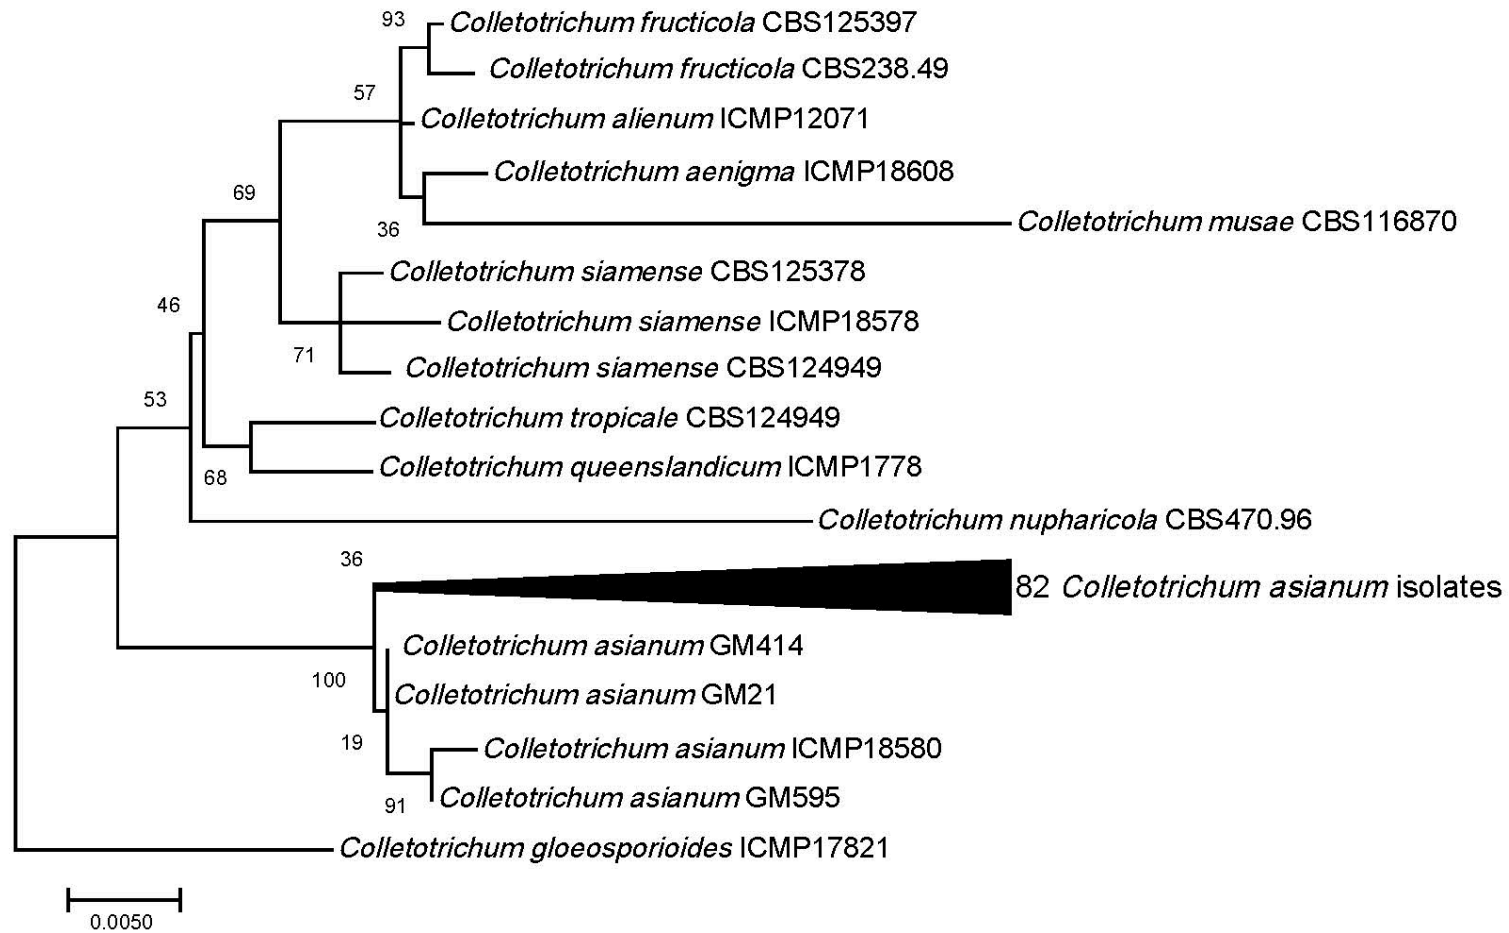 93
Colletotrichum fructicola CBS125397
Colletotrichum fructicola CBS238.49
57
Colletotrichum alienum ICMP12071
Colletotrichum aenigma ICMP18608
69
36
Colletotrichum musae CBS116870
Colletotrichum siamense CBS125378
46
Colletotrichum siamense ICMP18578
71
Colletotrichum siamense CBS124949
53
Colletotrichum tropicale CBS124949
Colletotrichum queenslandicum ICMP1778
68
Colletotrichum nupharicola CBS470.96
36
82 Colletotrichum asianum isolates
Colletotrichum asianum GM414
100
Colletotrichum asianum GM21
19
Colletotrichum asianum ICMP18580
91
Colletotrichum asianum GM595
Colletotrichum gloeosporioides ICMP17821
0.0050